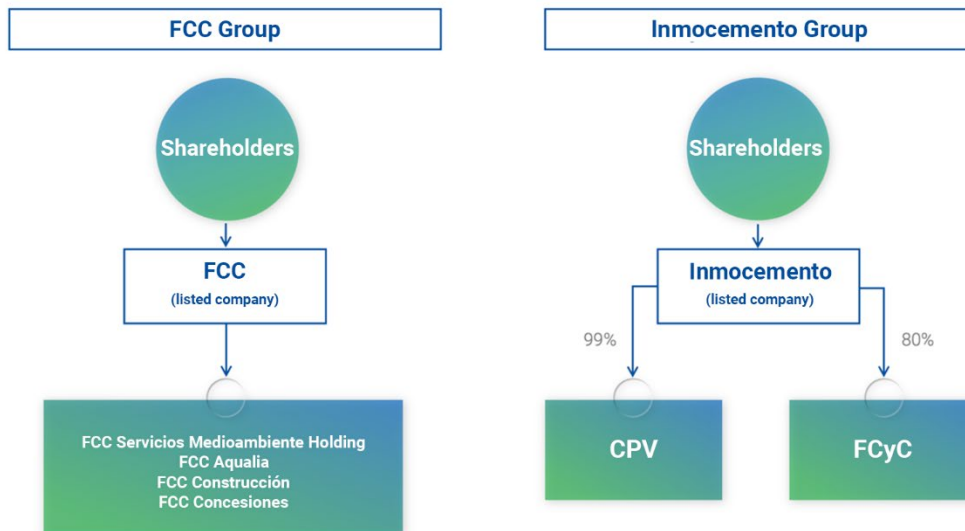 FCC Group
Shareholders
FCC
(listed company)
FCC Servicios Medioambiente Holding
FCC Aqualia
FCC Construcción
FCC Concesiones
Inmocemento Group
Shareholders
Inmocemento
(listed company)
99%
80%
CPV
FCyC